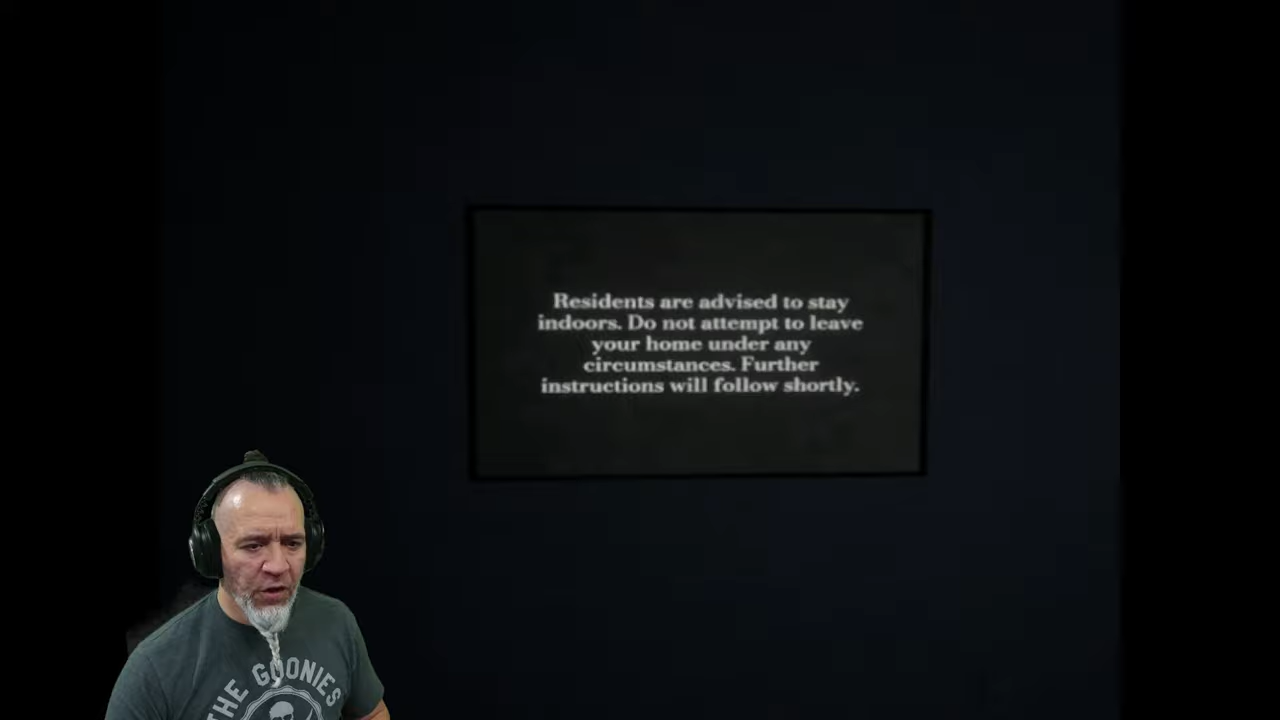 Residents are advised to stay
indoors. Do not attempt to leave
your home under any
circumstances. Further
instructions will follow shortly.
THE GOONIES